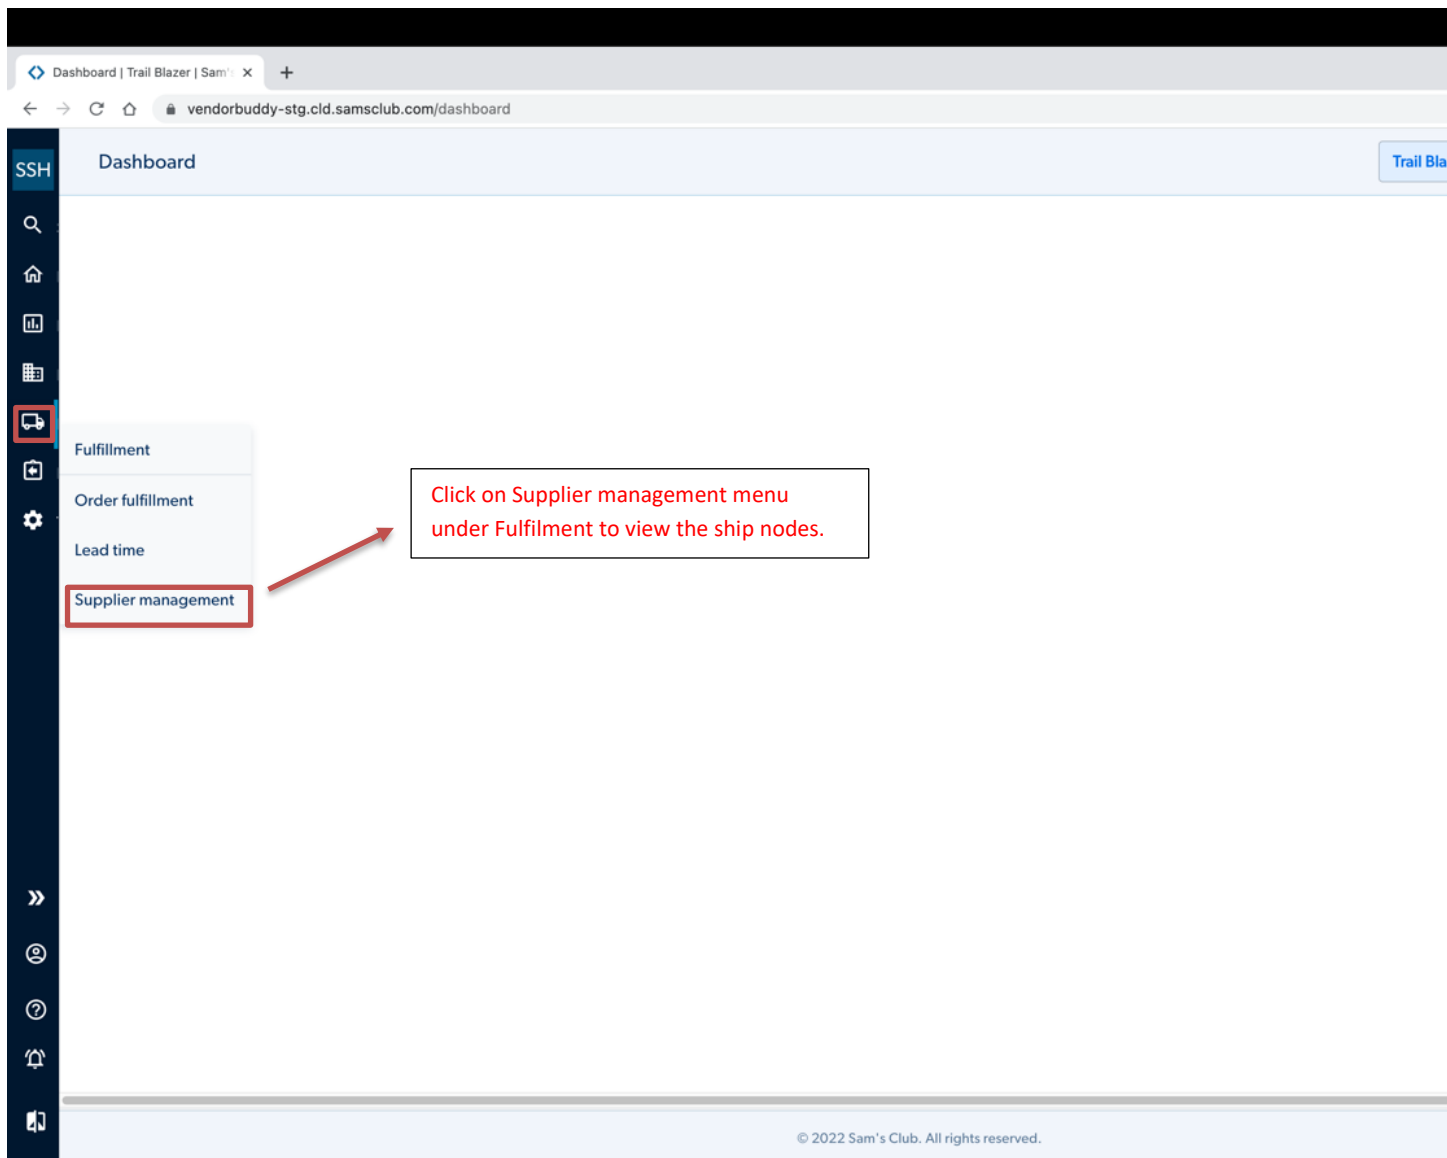 Dashboard | Trail Blazer | Sam's
vendorbuddy-stg.cld.samsclub.com/dashboard
SSH
Dashboard
Trail Bla
Fulfillment
Order fulfillment
Lead time
Supplier management
Click on Supplier management menu
under Fulfilment to view the ship nodes.
© 2022 Sam's Club. All rights reserved.